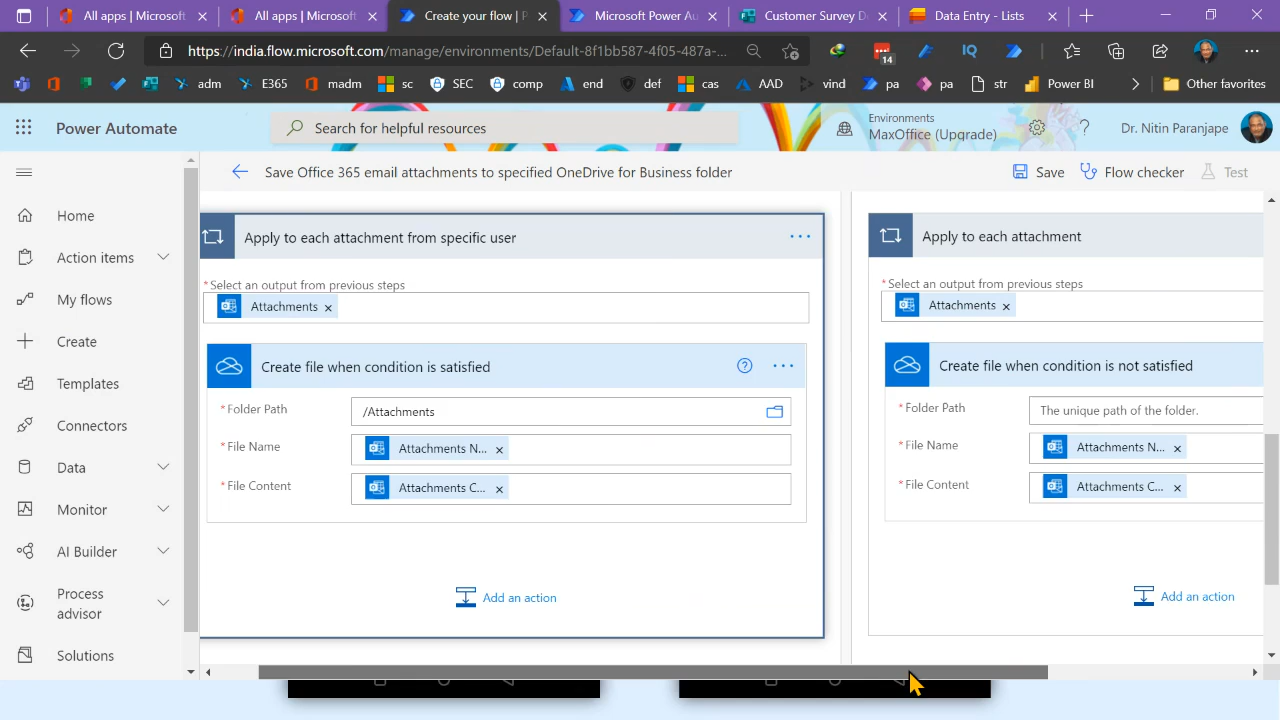 All apps | Microsoft
All apps | Microsoft
Create your flow | P
Microsoft Power Au
Customer Survey D
Data Entry - Lists
https://india.flow.microsoft.com/manage/environments/Default-8f1bb587-4f05-487a-...
14
IQ
adm
E365
madm
sc
SEC
comp
end
def
cas
AAD
vind
pa
pa
str
Power BI
Other favorites
Power Automate
Search for helpful resources
Environments
MaxOffice (Upgrade)
Dr. Nitin Paranjape
Save Office 365 email attachments to specified OneDrive for Business folder
Save
Flow checker
Test
Home
Action items
My flows
Create
Templates
Connectors
Data
Monitor
AI Builder
Process
advisor
Solutions
Apply to each attachment from specific user
* Select an output from previous steps
Attachments
Create file when condition is satisfied
* Folder Path
/Attachments
* File Name
Attachments N...
* File Content
Attachments C...
Add an action
Apply to each attachment
* Select an output from previous steps
Attachments
Create file when condition is not satisfied
* Folder Path
The unique path of the folder.
* File Name
Attachments N...
* File Content
Attachments C...
Add an action